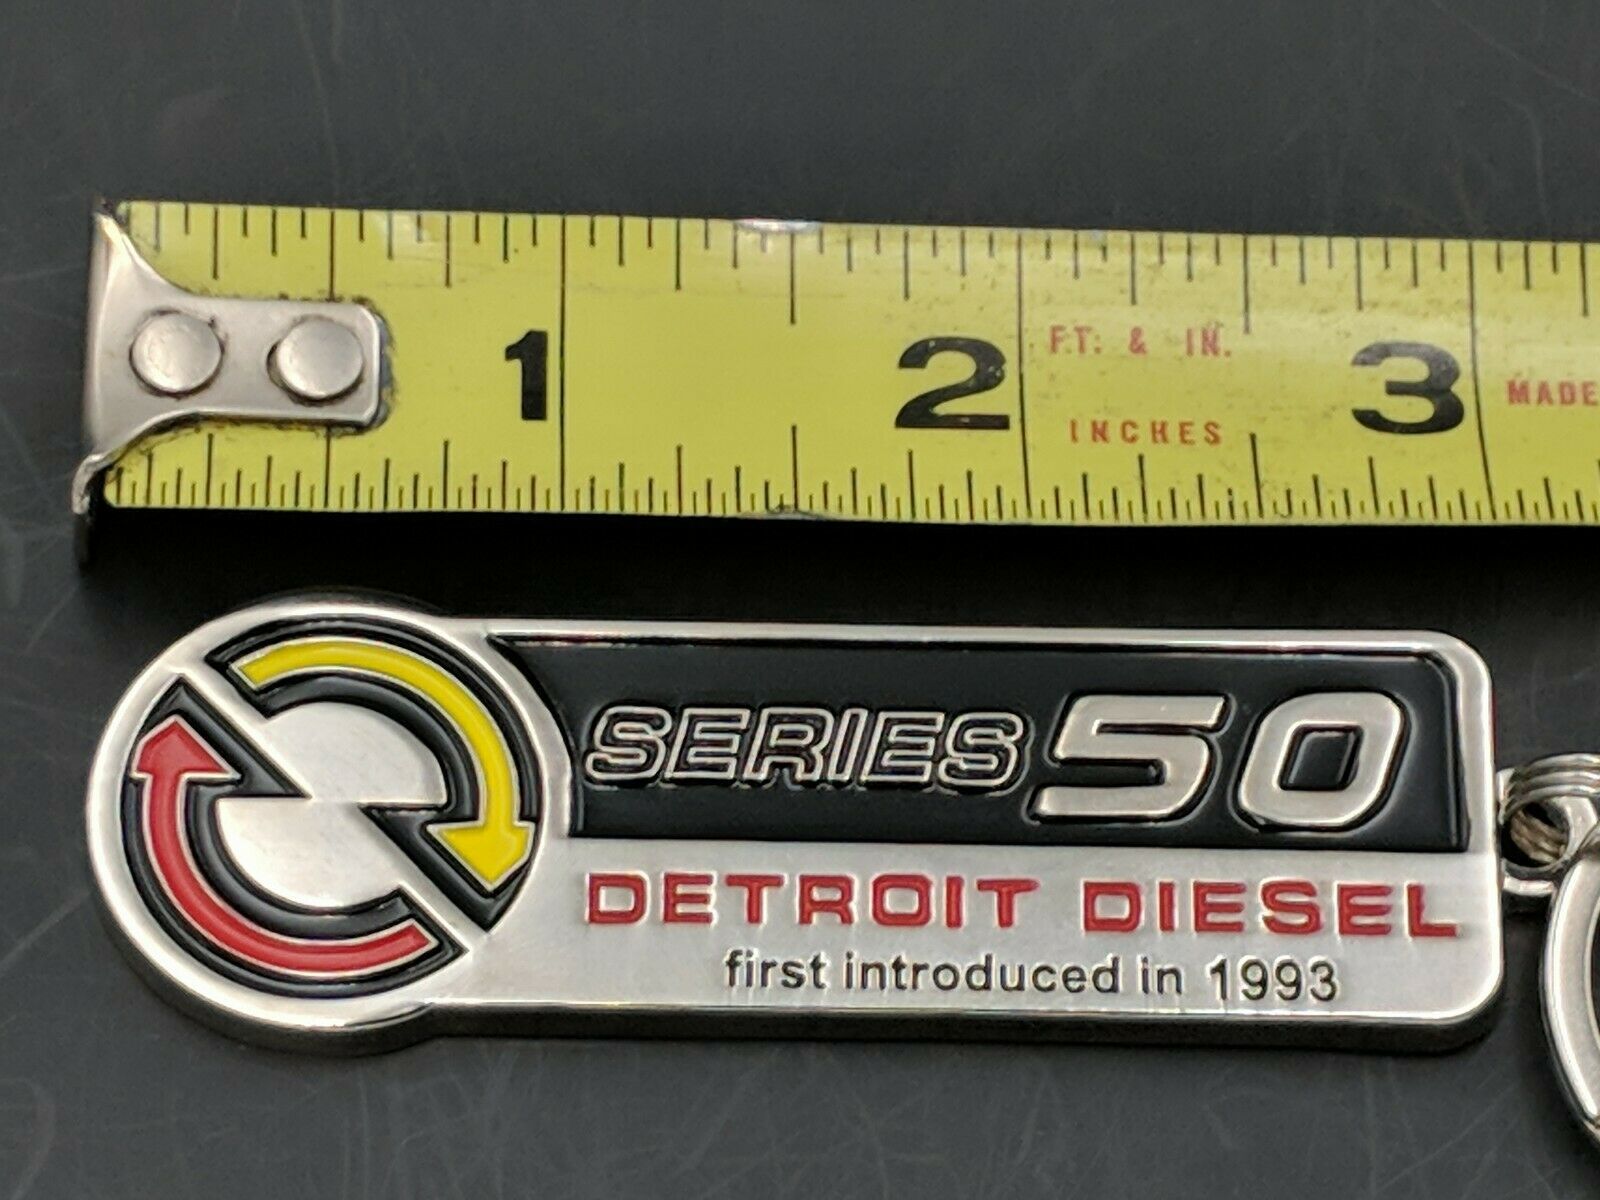 1 2 3
FT. & IN.
INCHES
MADE
SERIES 50
DETROIT DIESEL
first introduced in 1993